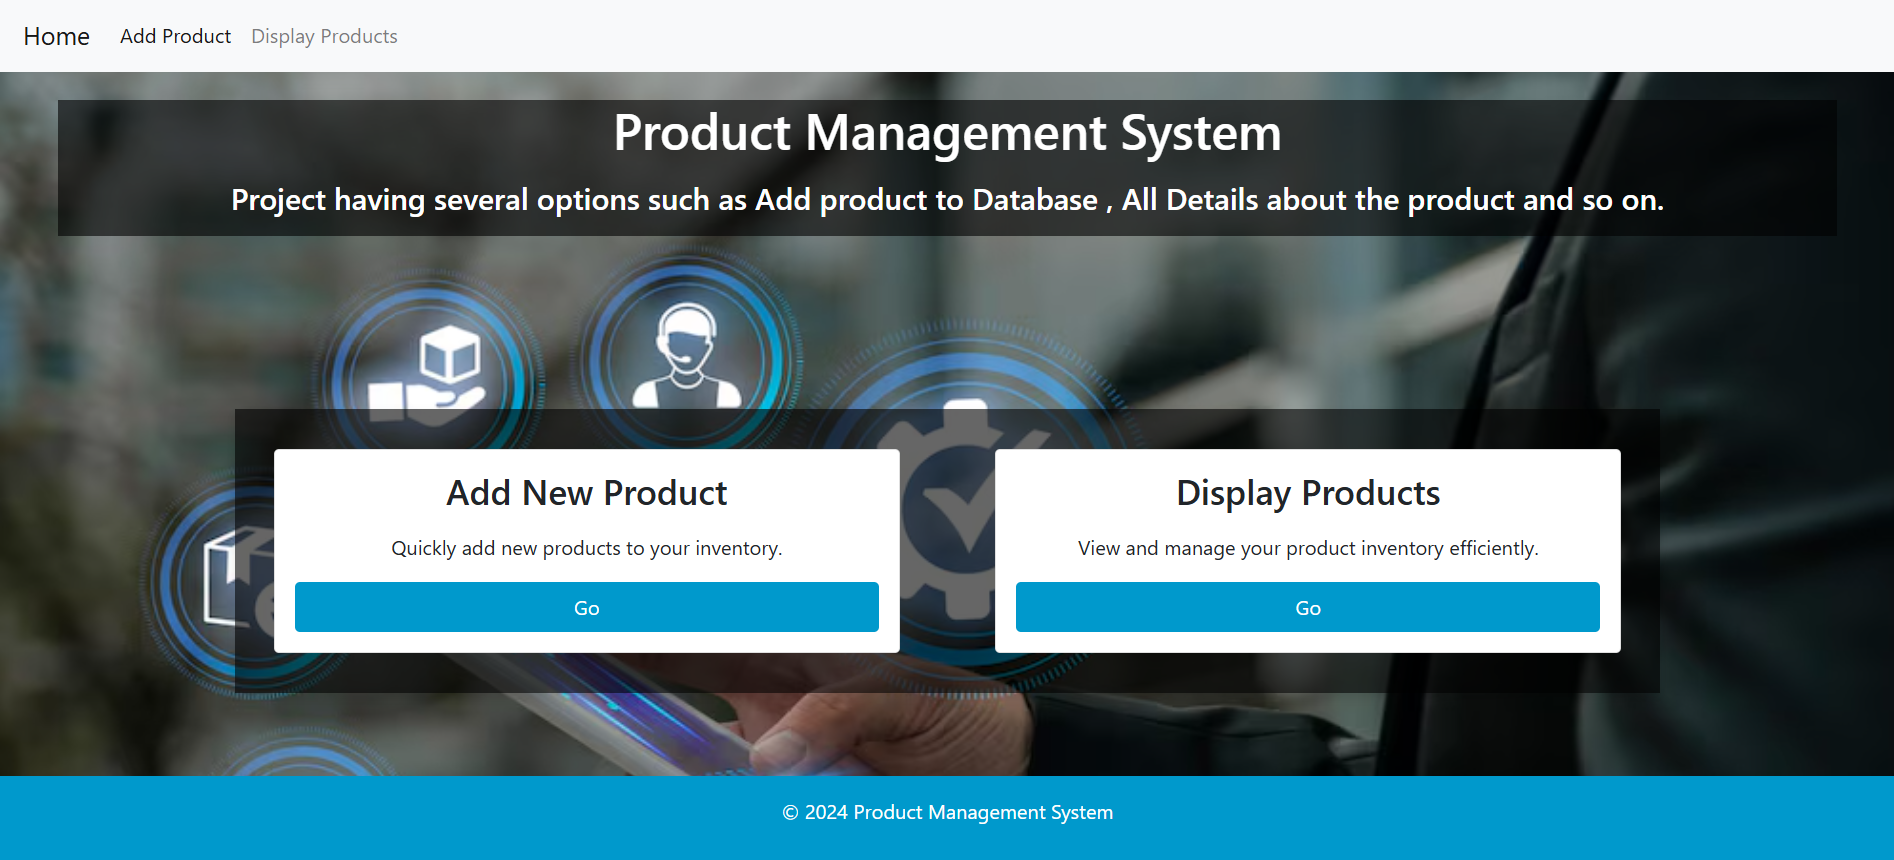 Home Add Product Display Products
Product Management System
Project having several options such as Add product to Database , All Details about the product and so on.
Add New Product
Quickly add new products to your inventory.
Go
Display Products
View and manage your product inventory efficiently.
Go
© 2024 Product Management System